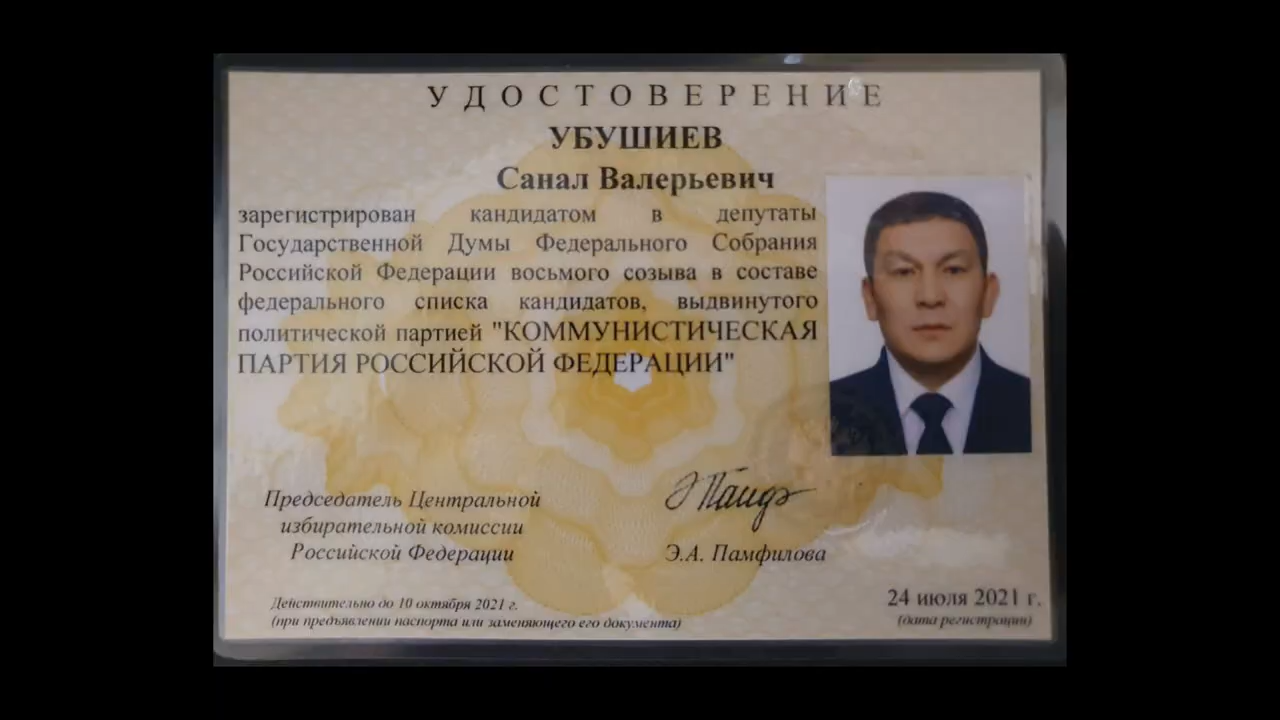 УДОСТОВЕРЕНИЕ
УБУШИЕВ
Санал Валерьевич
зарегистрирован кандидатом в депутаты
Государственной Думы Федерального Собрания
Российской Федерации восьмого созыва в составе
федерального списка кандидатов, выдвинутого
политической партией "КОММУНИСТИЧЕСКАЯ
ПАРТИЯ РОССИЙСКОЙ ФЕДЕРАЦИИ"
Председатель Центральной
избирательной комиссии
Российской Федерации
Э.А. Памфилова
Действительно до 10 октября 2021 г.
(при предъявлении паспорта или заменяющего его документа)
24 июля 2021 г.
(дата регистрации)